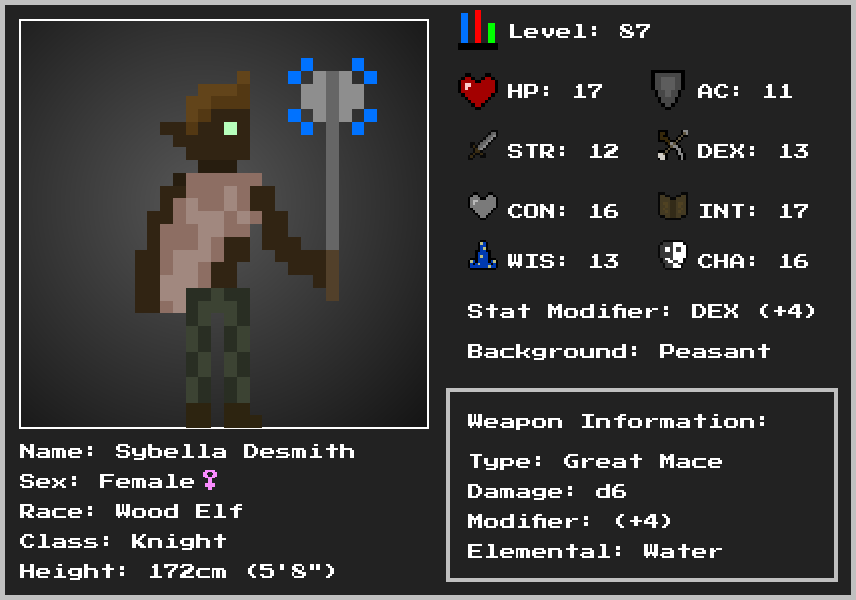 Level: 87
HP: 17
AC: 11
STR: 12
DEX: 13
CON: 16
INT: 17
WIS: 13
CHA: 16
Stat Modifier: DEX (+4)
Background: Peasant
Weapon Information:
Type: Great Mace
Damage: d6
Modifier: (+4)
Elemental: Water
Name: Sybella Desmith
Sex: Female♀
Race: Wood Elf
Class: Knight
Height: 172cm (5'8")